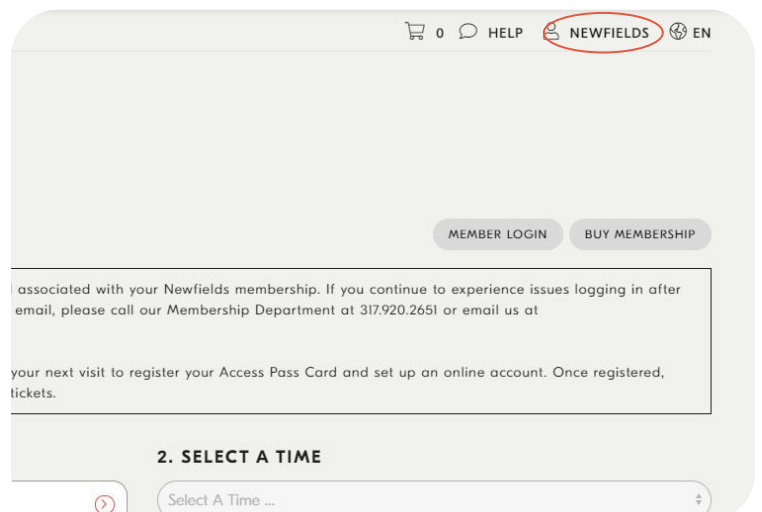 0 HELP NEWFIELDS EN
MEMBER LOGIN BUY MEMBERSHIP
associated with your Newfields membership. If you continue to experience issues logging in after
email, please call our Membership Department at 317.920.2651 or email us at
your next visit to register your Access Pass Card and set up an online account. Once registered,
tickets.
2. SELECT A TIME
Select A Time ...